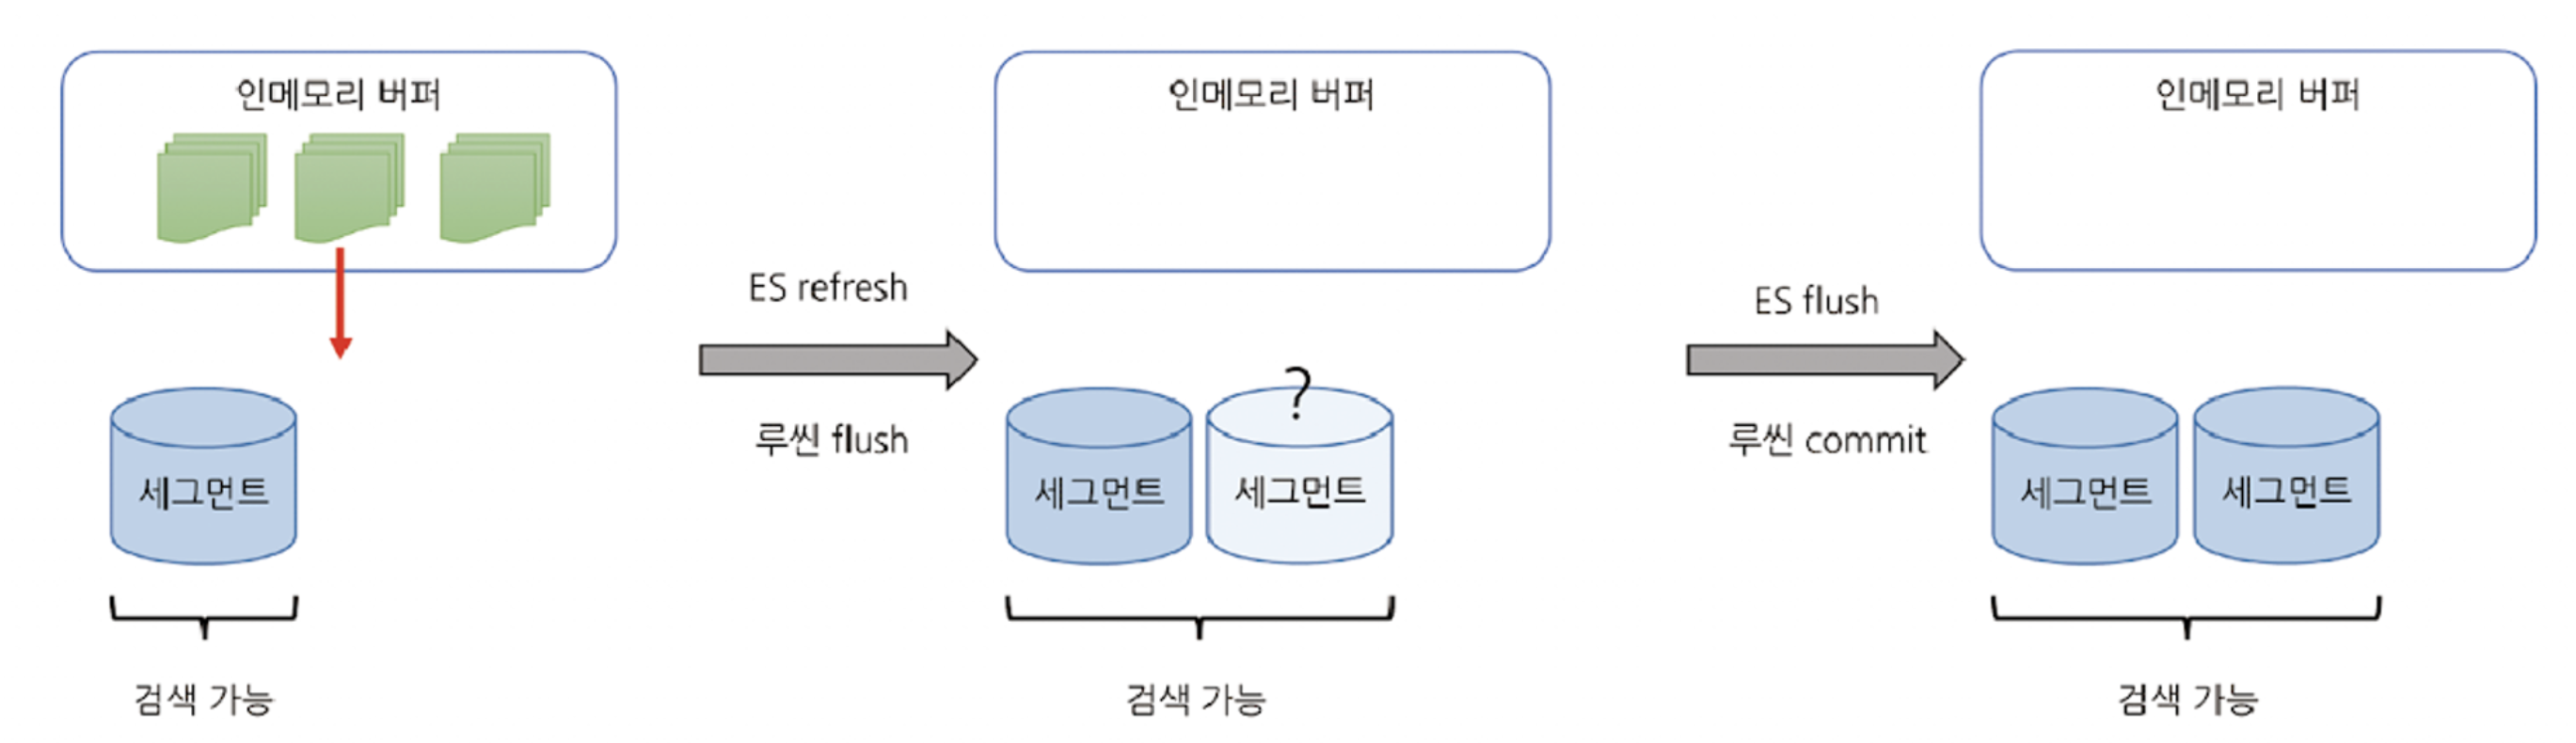 인메모리 버퍼
세그먼트
검색 가능
ES refresh
루씬 flush
인메모리 버퍼
?
세그먼트
세그먼트
검색 가능
ES flush
루씬 commit
인메모리 버퍼
세그먼트
세그먼트
검색 가능